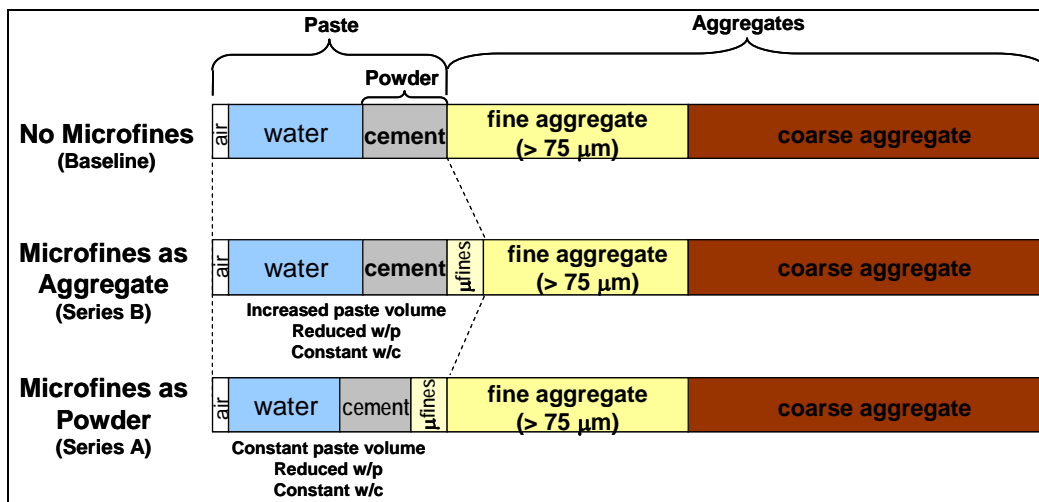 Paste
Aggregates
Powder
No Microfines
(Baseline)
air
water
cement
fine aggregate
(> 75 μm)
coarse aggregate
Microfines as
Aggregate
(Series B)
air
water
cement
μfines
fine aggregate
(> 75 μm)
coarse aggregate
Increased paste volume
Reduced w/p
Constant w/c
Microfines as
Powder
(Series A)
air
water
cement
μfines
fine aggregate
(> 75 μm)
coarse aggregate
Constant paste volume
Reduced w/p
Constant w/c